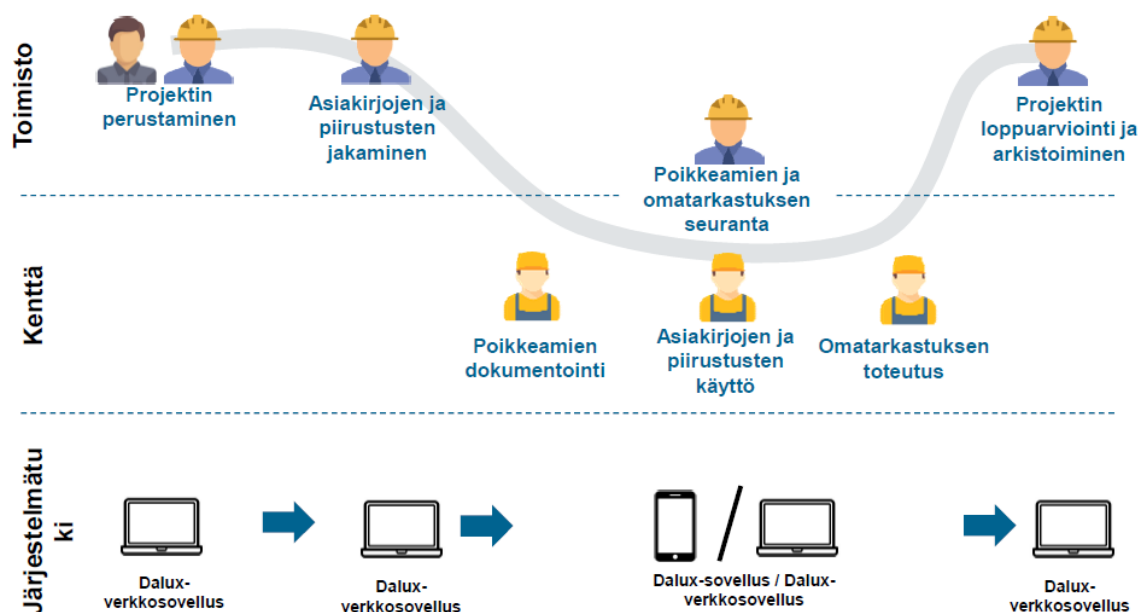 Toimisto
Projektin
perustaminen
Asiakirjojen ja
piirustusten
jakaminen
Poikkeamien ja
omatarkastuksen
seuranta
Projektin
loppuarviointi ja
arkistoiminen
Kenttä
Poikkeamien
dokumentointi
Asiakirjojen ja
piirustusten
käyttö
Omatarkastuksen
toteutus
Järjestelmätu
ki
Dalux-
verkkosovellus
Dalux-
verkkosovellus
Dalux-sovellus / Dalux-
verkkosovellus
Dalux-
verkkosovellus